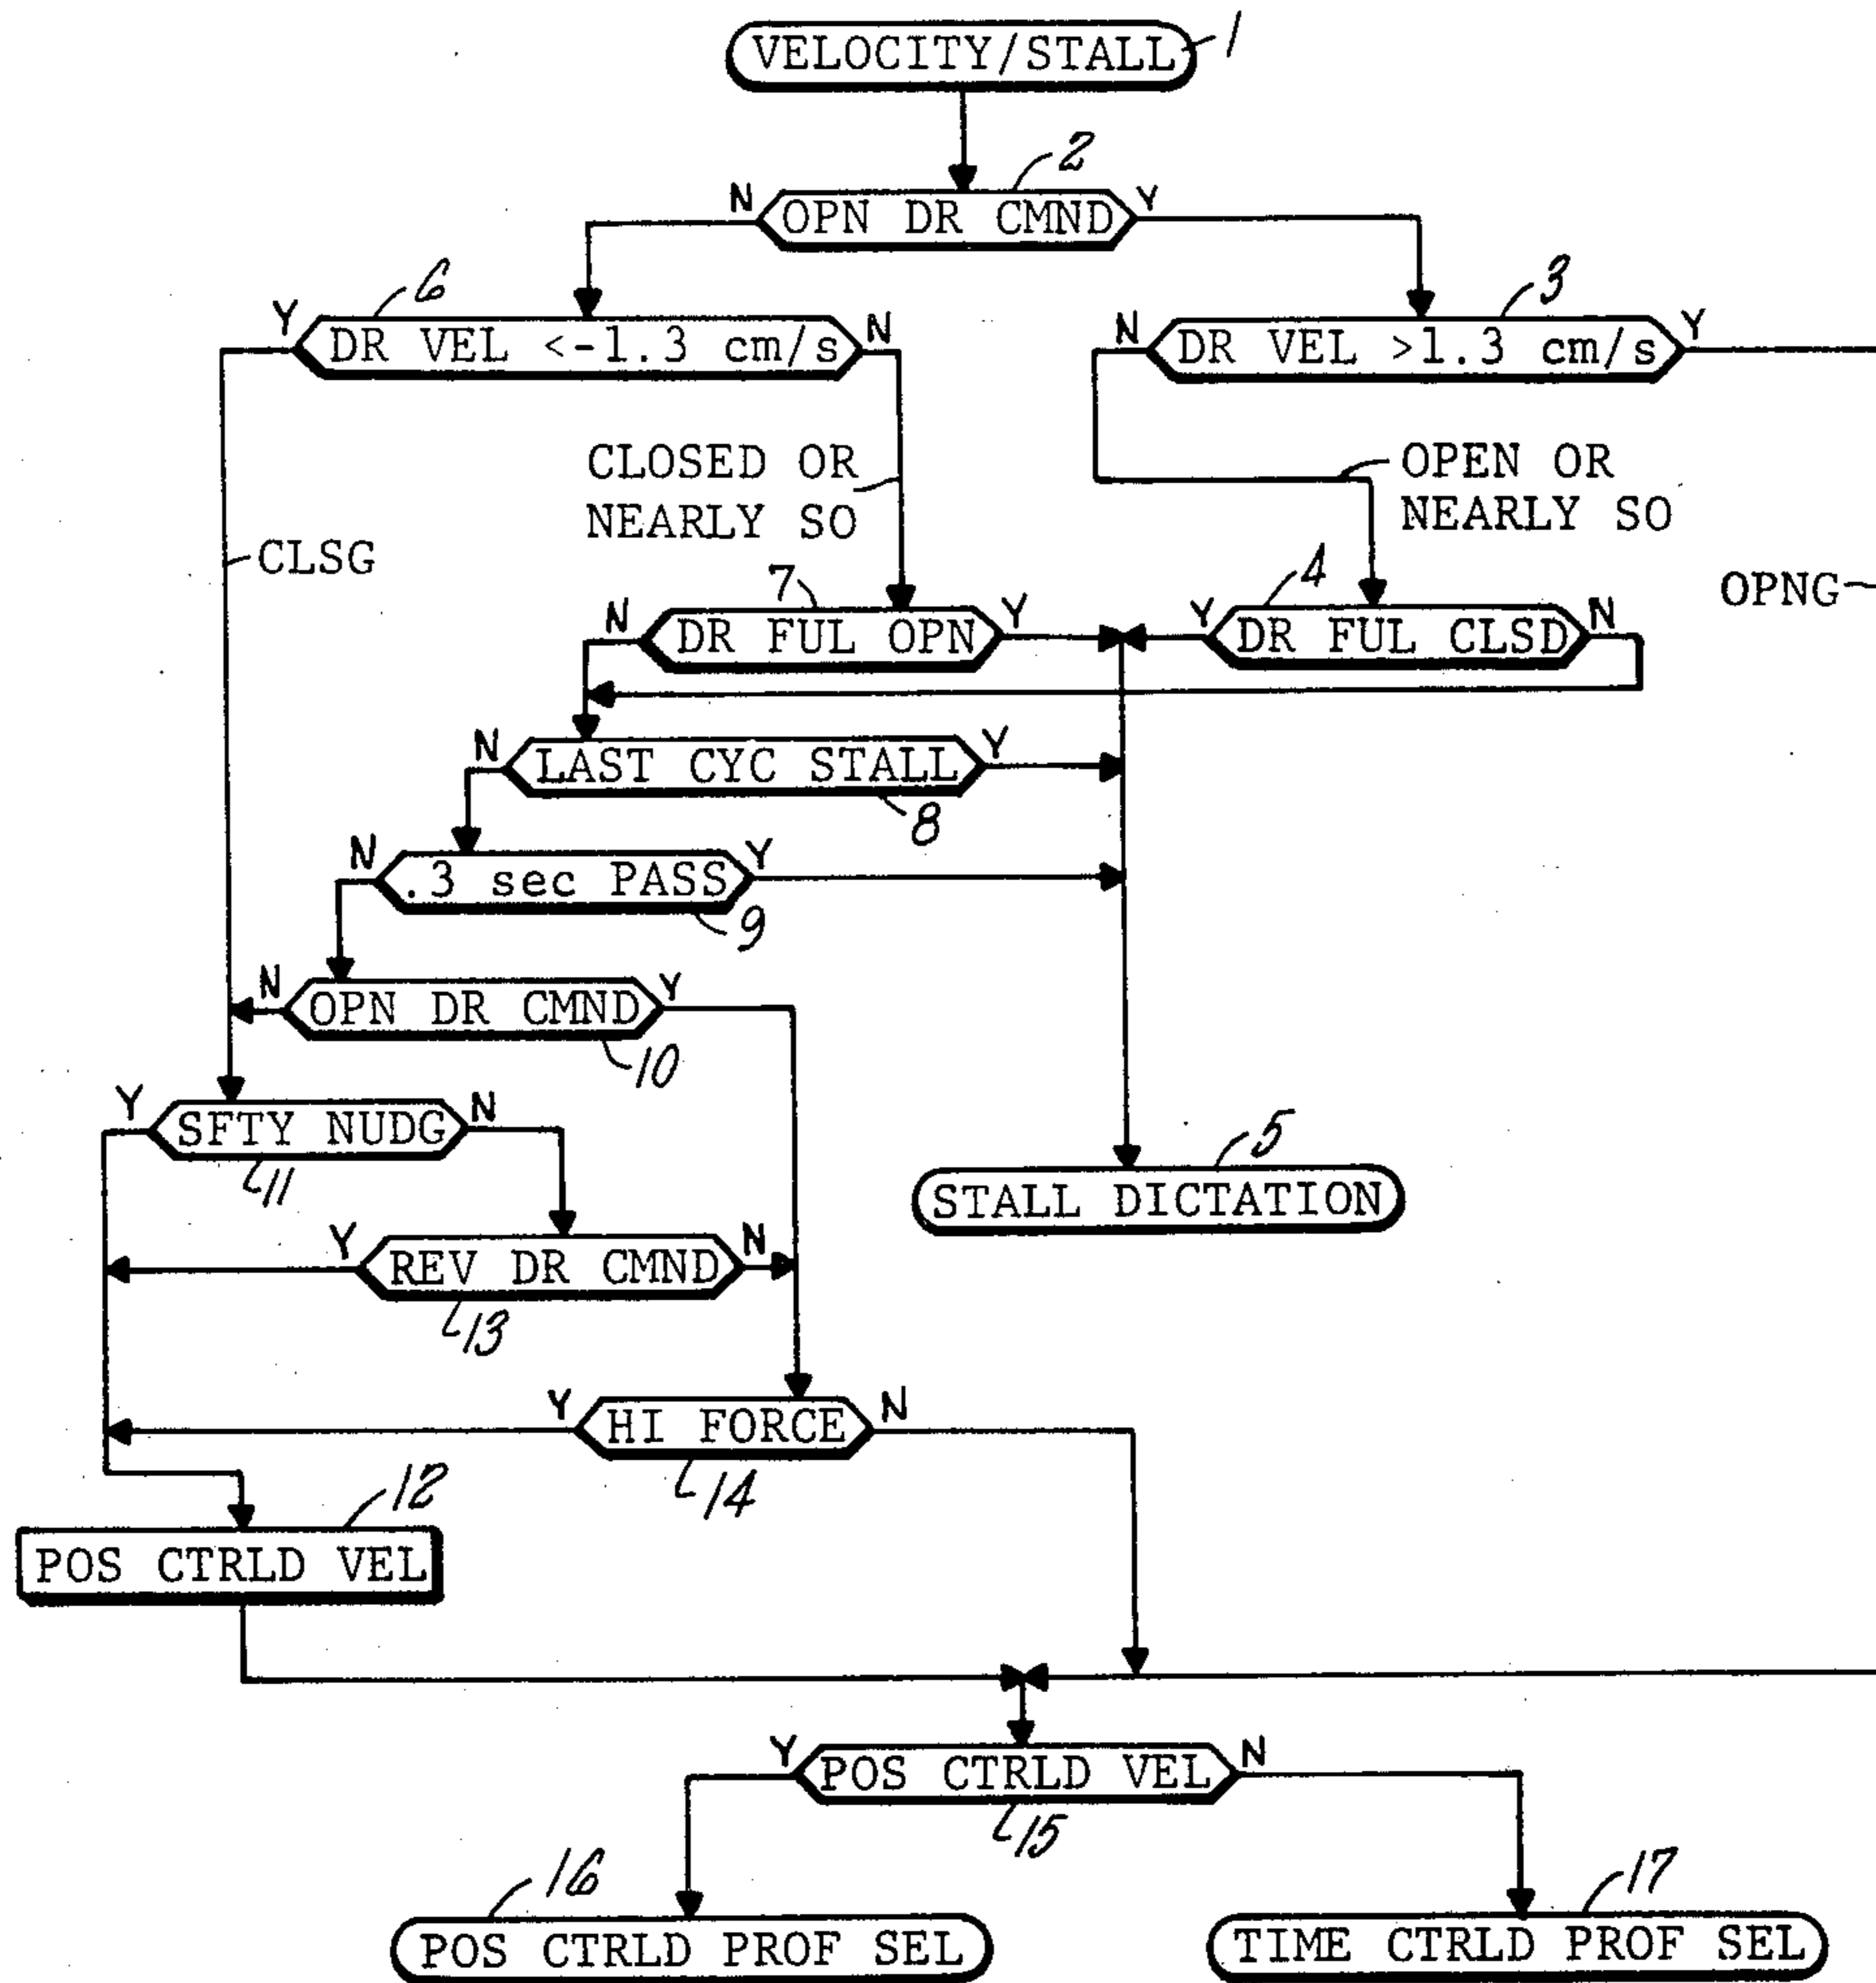 VELOCITY/STALL 1
2
N OPN DR CMND Y
6
Y DR VEL <-1.3 cm/s N
3
N DR VEL >1.3 cm/s Y
CLOSED OR
NEARLY SO
OPEN OR
NEARLY SO
CLSG
OPNG
7
N DR FUL OPN Y
4
Y DR FUL CLSD N
N LAST CYC STALL Y
8
N .3 sec PASS Y
9
N OPN DR CMND Y
10
Y SFTY NUDG N
11
5
STALL DICTATION
Y REV DR CMND N
13
Y HI FORCE N
14
12
POS CTRLD VEL
Y POS CTRLD VEL N
15
16
POS CTRLD PROF SEL
17
TIME CTRLD PROF SEL